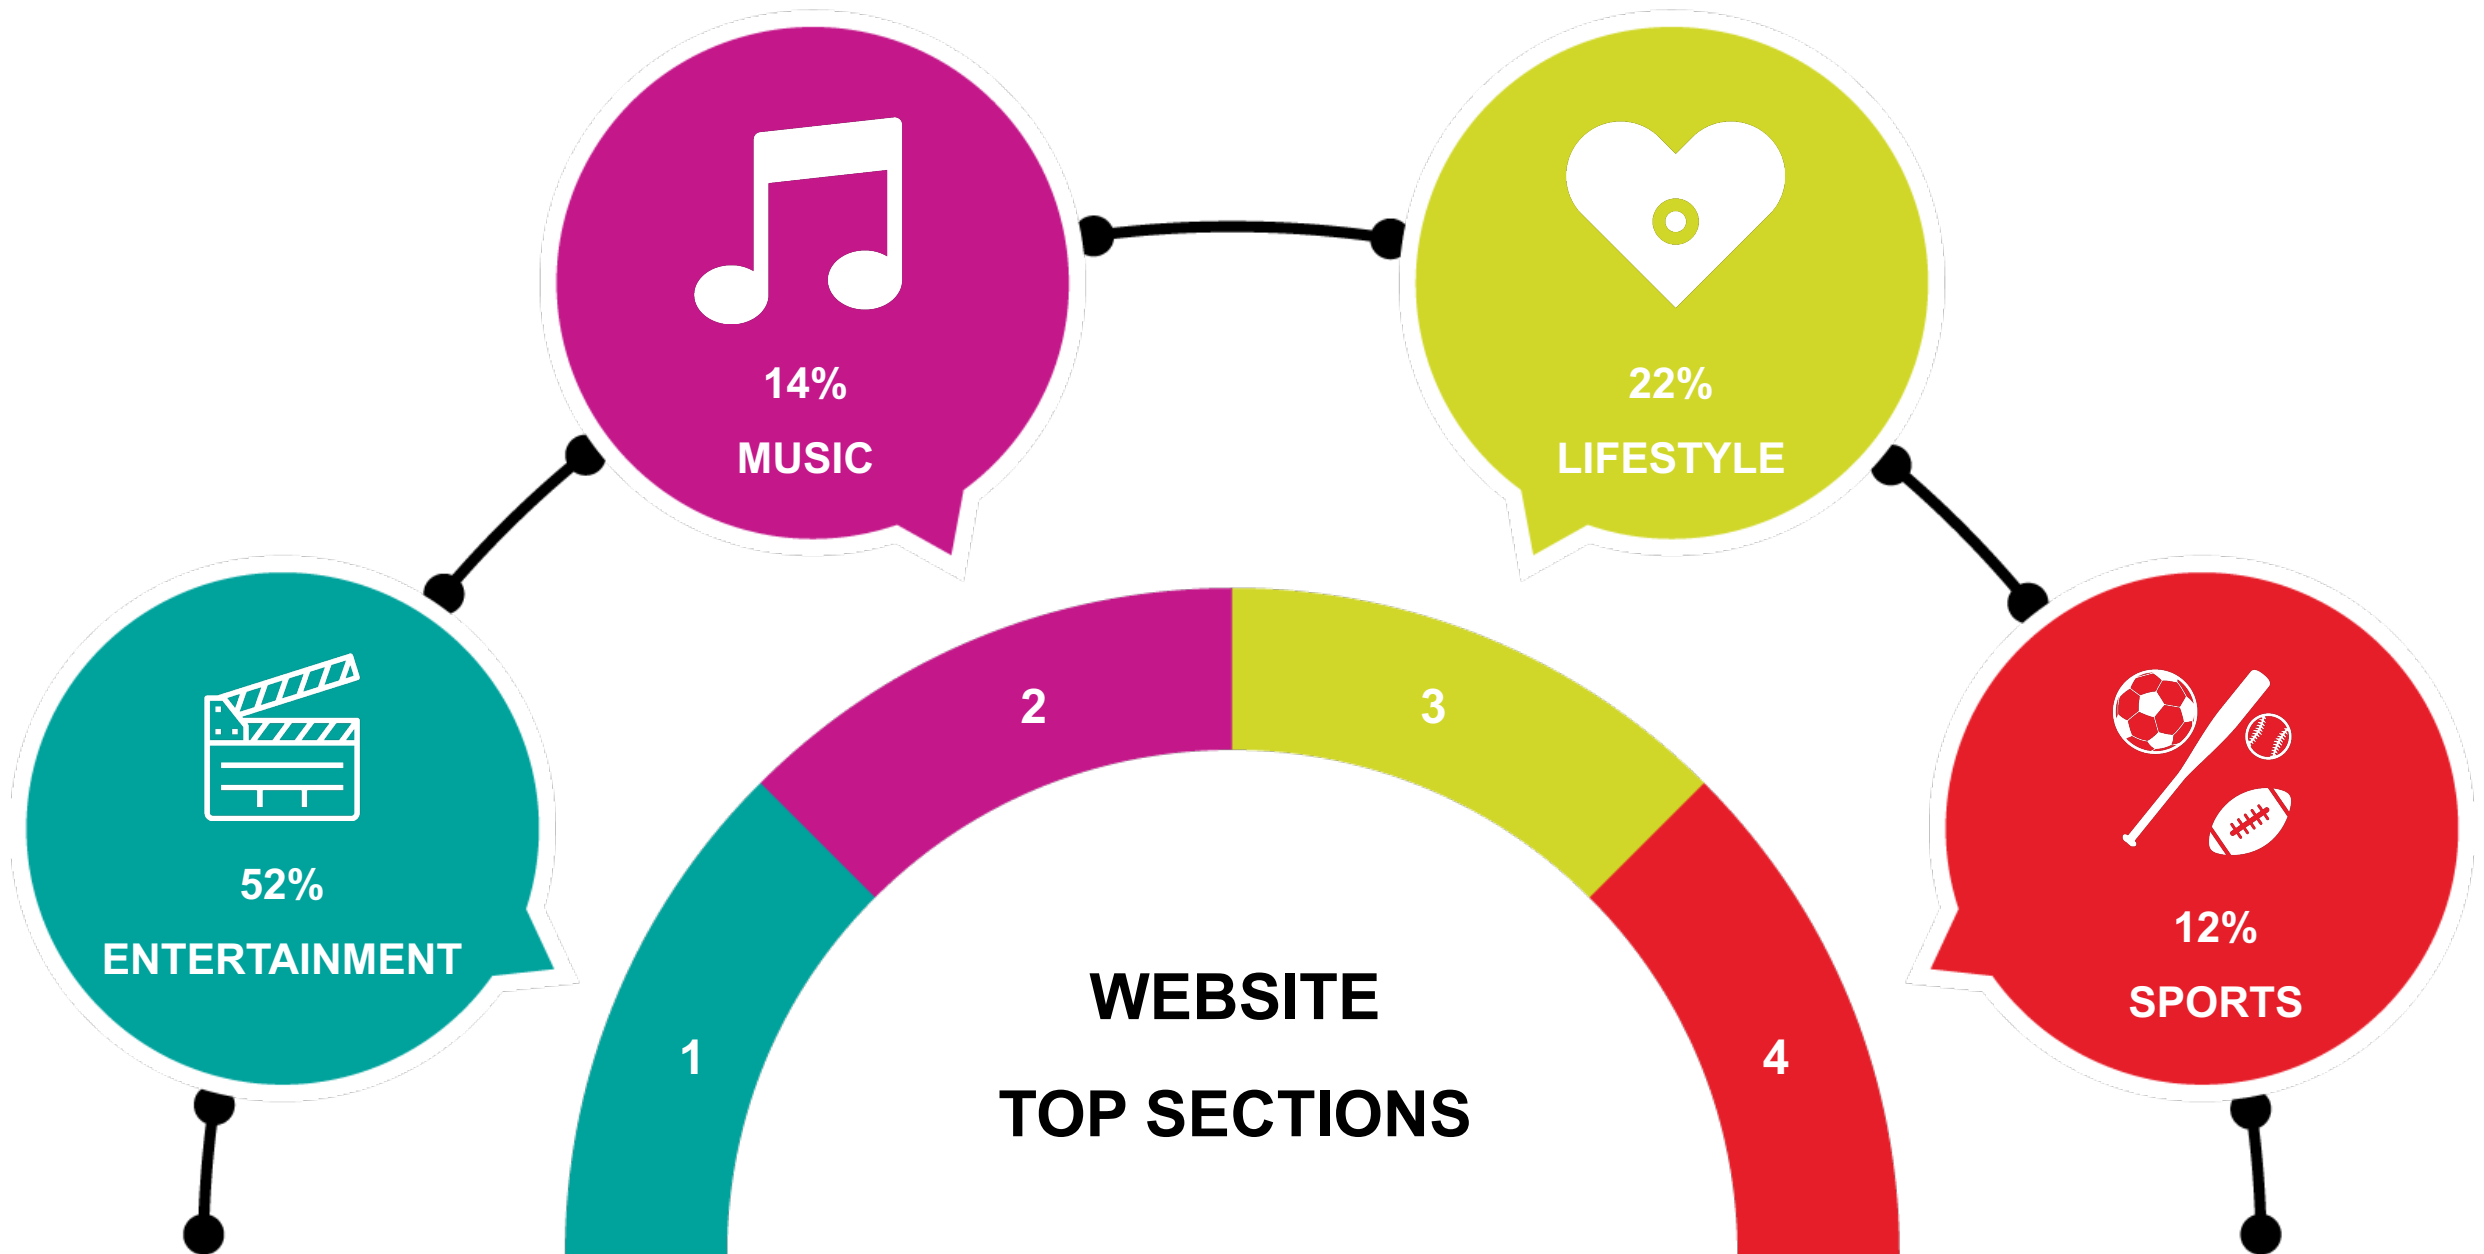 14%
MUSIC
22%
LIFESTYLE
52%
ENTERTAINMENT
12%
SPORTS
1
2
3
4
WEBSITE
TOP SECTIONS